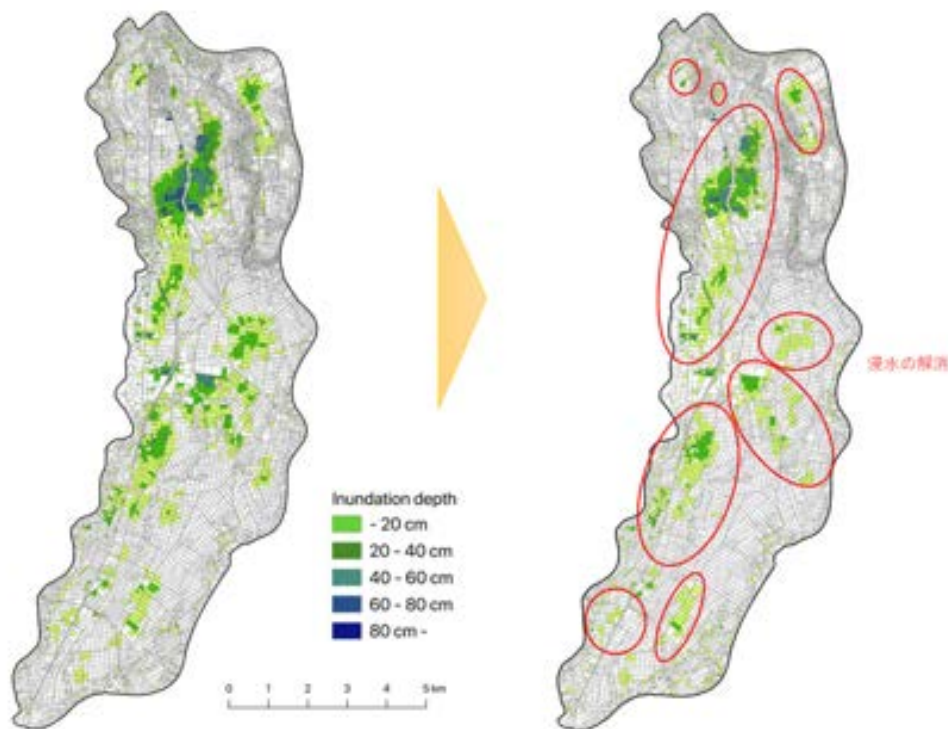 浸水の解消
Inundation depth
- 20 cm
20 - 40 cm
40 - 60 cm
60 - 80 cm
80 cm -
0 1 2 3 4 5 km